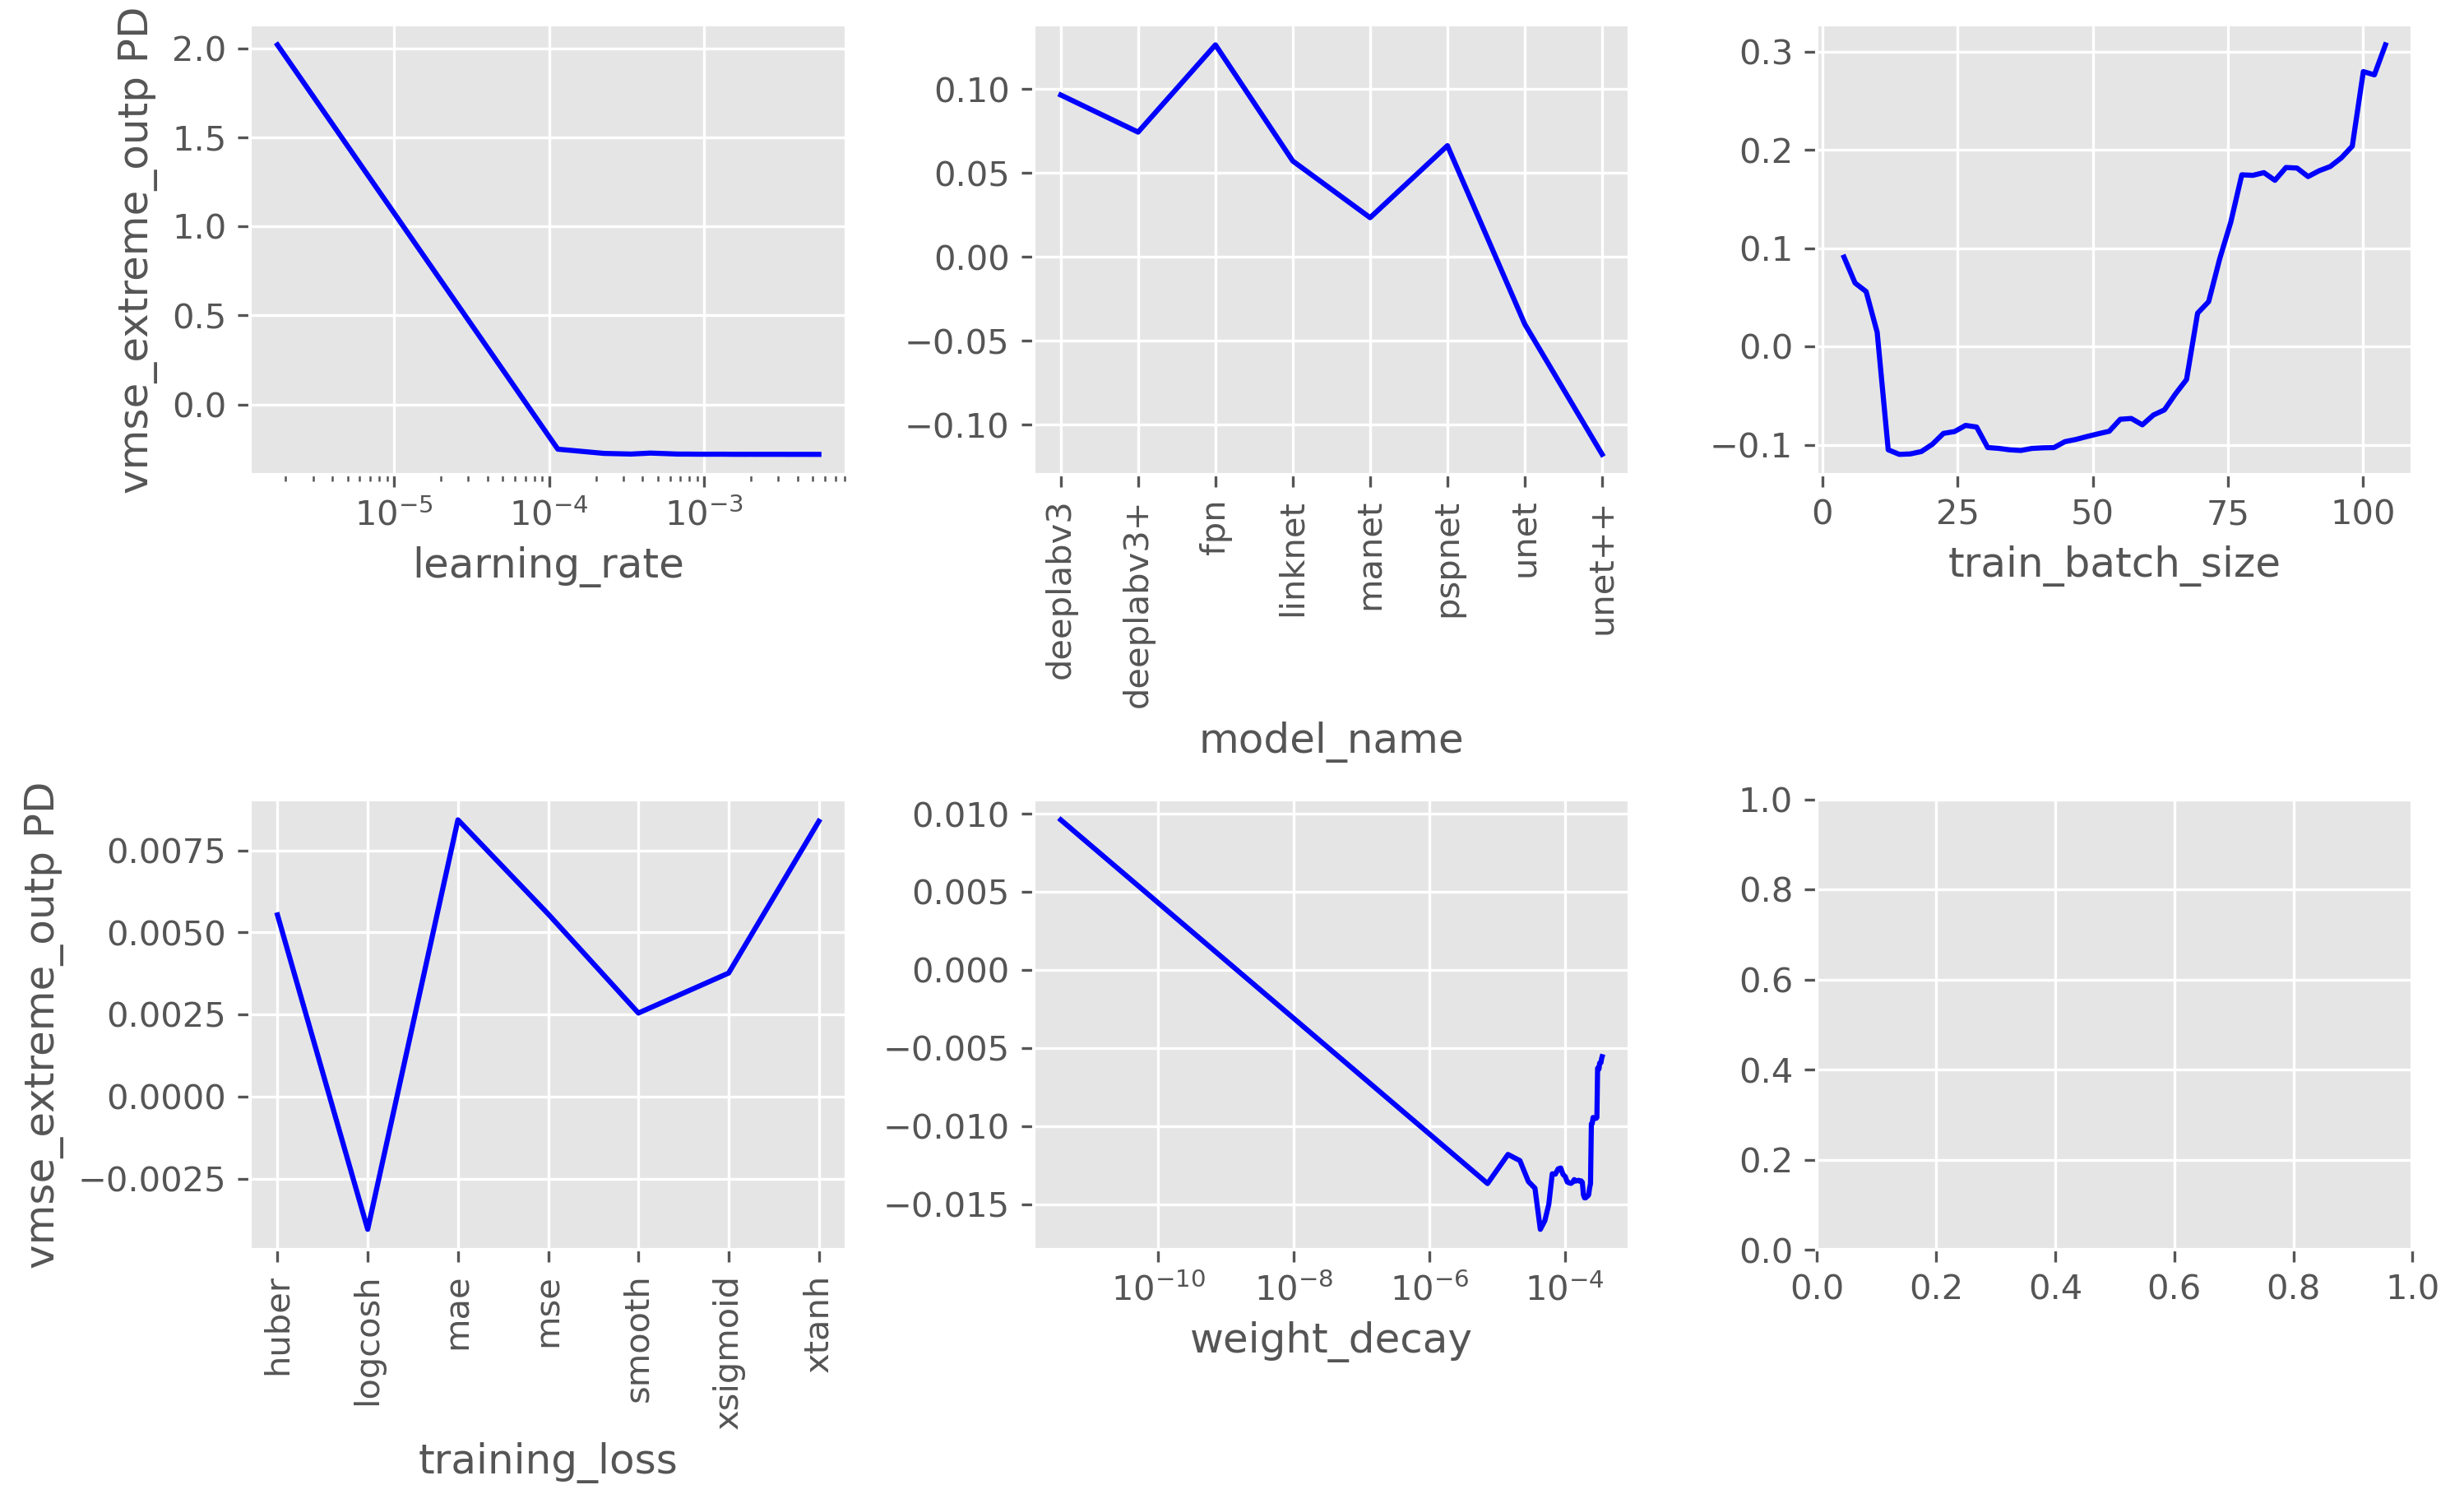 vmse_extreme_outp PD
2.0
1.5
1.0
0.5
0.0
10⁻⁵ 10⁻⁴ 10⁻³
learning_rate
0.10
0.05
0.00
−0.05
−0.10
deeplabv3
deeplabv3+
fpn
linknet
manet
pspnet
unet
unet++
model_name
0.3
0.2
0.1
0.0
−0.1
0 25 50 75 100
train_batch_size
vmse_extreme_outp PD
0.0075
0.0050
0.0025
0.0000
−0.0025
huber
logcosh
mae
mse
smooth
xsigmoid
xtanh
training_loss
0.010
0.005
0.000
−0.005
−0.010
−0.015
10⁻¹⁰ 10⁻⁸ 10⁻⁶ 10⁻⁴
weight_decay
1.0
0.8
0.6
0.4
0.2
0.0
0.0 0.2 0.4 0.6 0.8 1.0